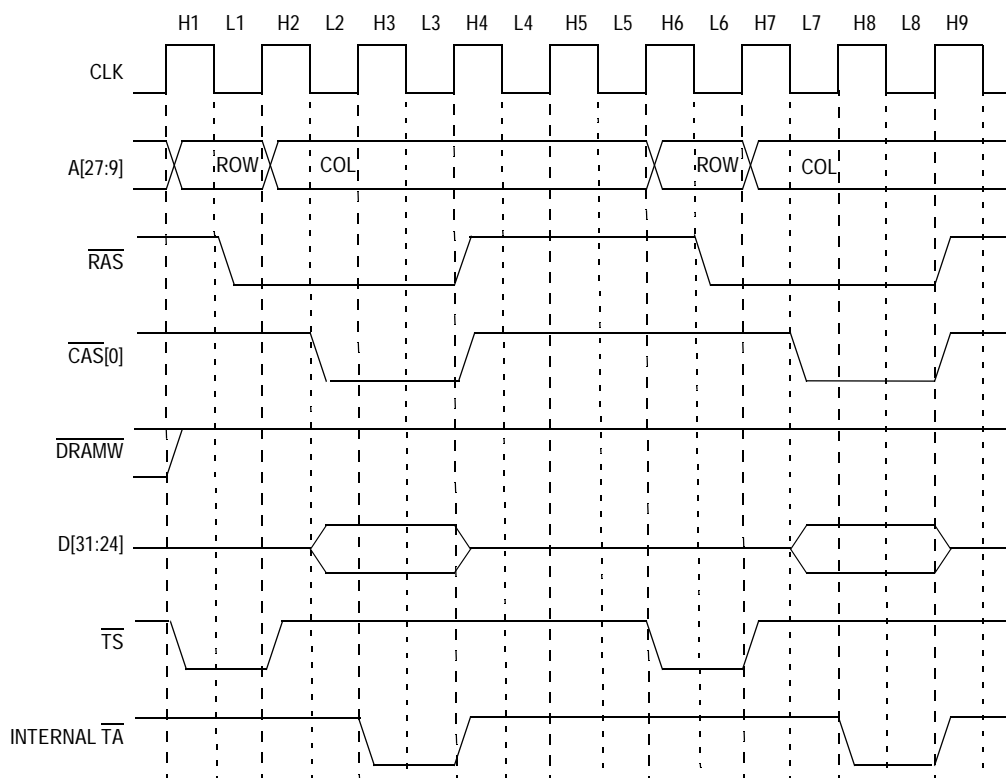 H1 L1 H2 L2 H3 L3 H4 L4 H5 L5 H6 L6 H7 L7 H8 L8 H9
CLK
A[27:9] ROW COL ROW COL
RAS
CAS[0]
DRAMW
D[31:24]
TS
INTERNAL TA